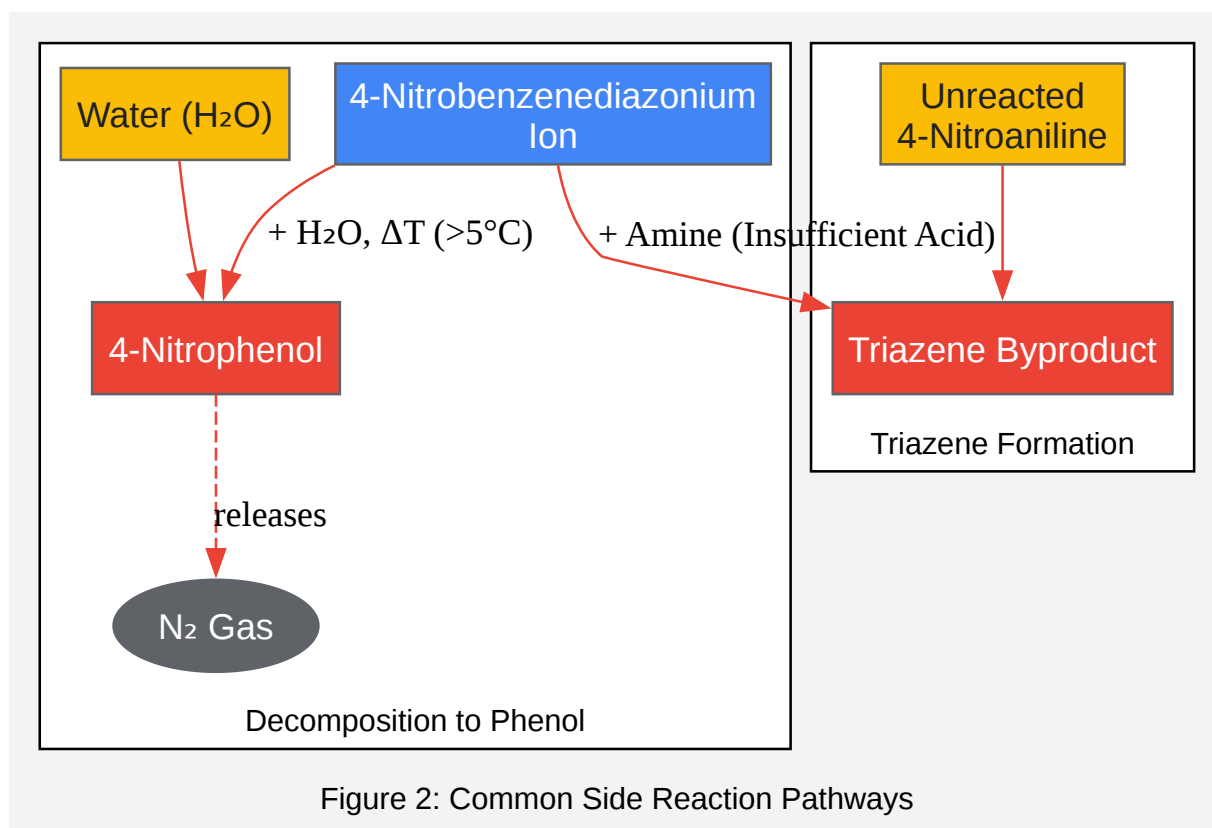 Water (H₂O)
4-Nitrobenzenediazonium
Ion
Unreacted
4-Nitroaniline
+ H₂O, ΔT (>5°C)
+ Amine (Insufficient Acid)
4-Nitrophenol
Triazene Byproduct
Triazene Formation
releases
N₂ Gas
Decomposition to Phenol
Figure 2: Common Side Reaction Pathways